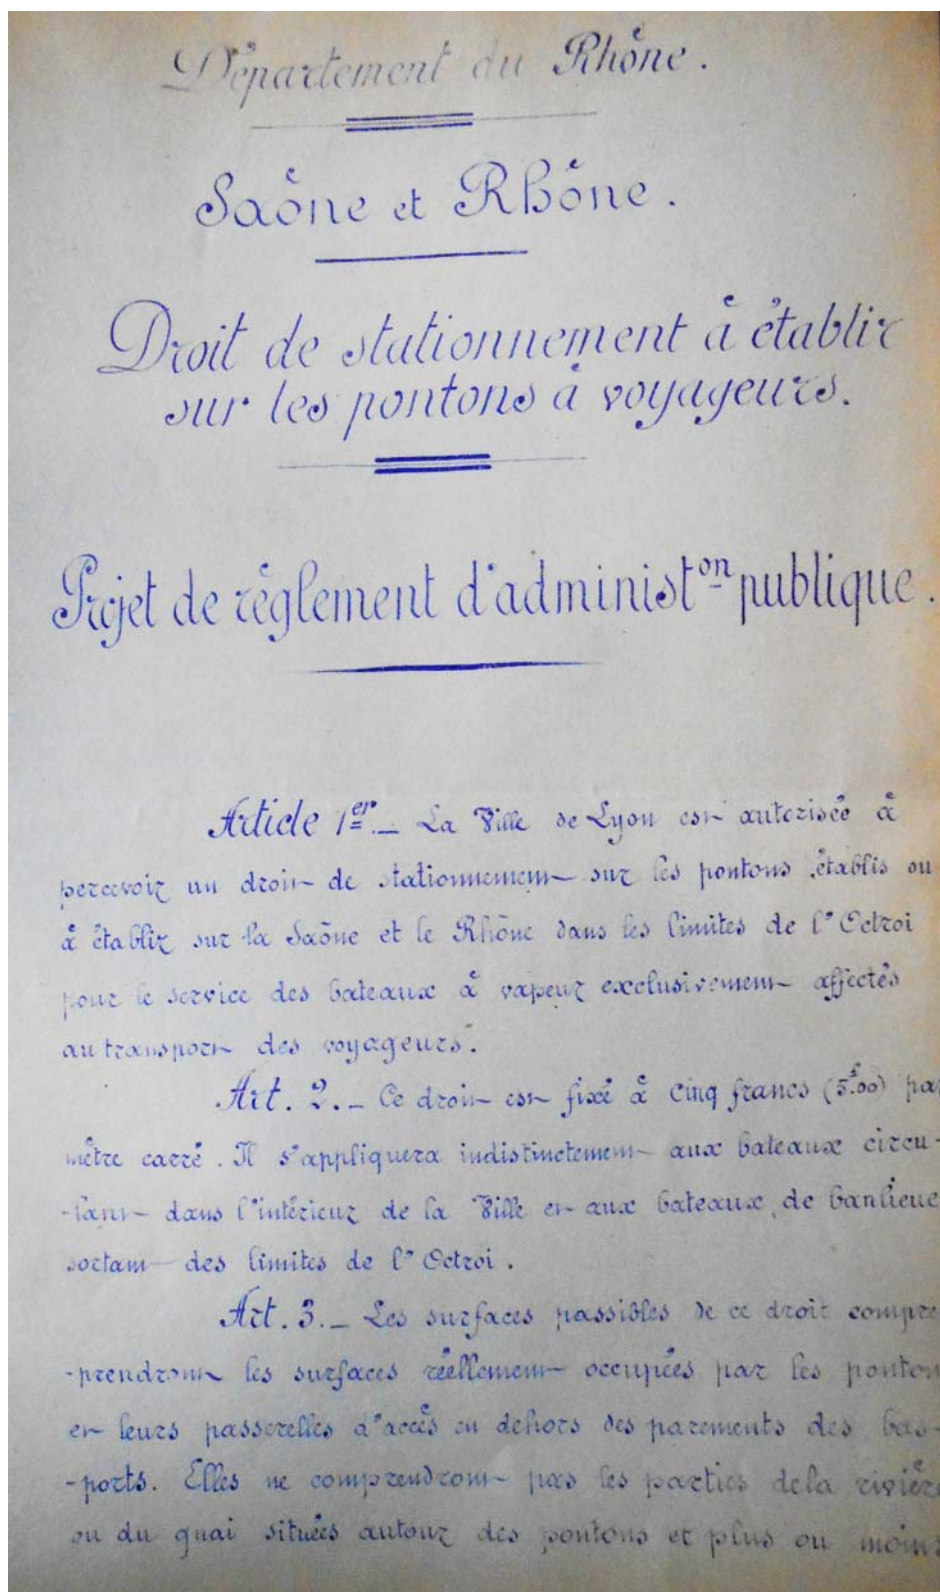 Département du Rhône.
Saône et Rhône.
Droit de stationnement à établir
sur les pontons à voyageurs.
Projet de règlement d'administon publique.
Article 1er._ La Ville de Lyon est autorisée à
percevoir un droit de stationnement sur les pontons établis ou
à établir sur la Saône et le Rhône dans les limites de l'Octroi
pour le service des bateaux à vapeur exclusivement affectés
au transport des voyageurs.
Art. 2._ Ce droit est fixé à cinq francs (5f.00) par
mètre carré. Il s'appliquera indistinctement aux bateaux circu-
-lant dans l'intérieur de la Ville et aux bateaux de banlieue
sortant des limites de l'Octroi.
Art. 3._ Les surfaces passibles de ce droit compre
-prendront les surfaces réellement occupées par les ponton
et leurs passerelles d'accès en dehors des parements des bas-
-ports. Elles ne comprendront pas les parties de la rivière
ou du quai situées autour des pontons et plus ou moins